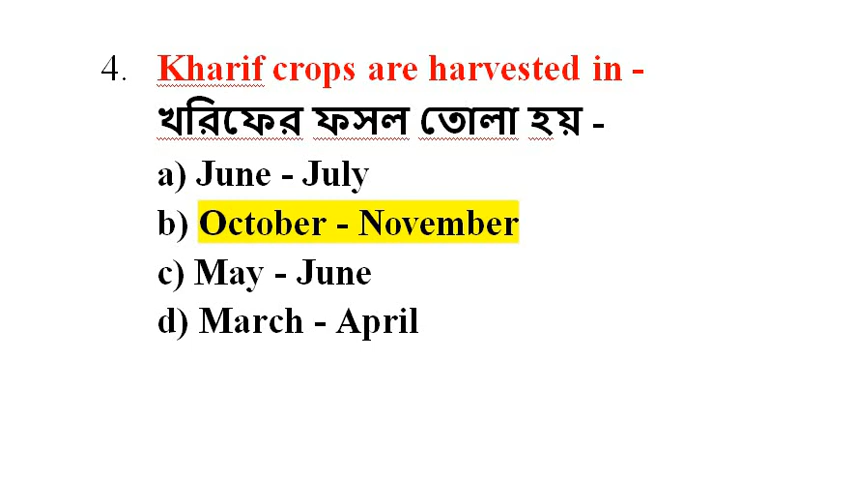 4. Kharif crops are harvested in -
খরিফের ফসল তোলা হয় -
a) June - July
b) October - November
c) May - June
d) March - April